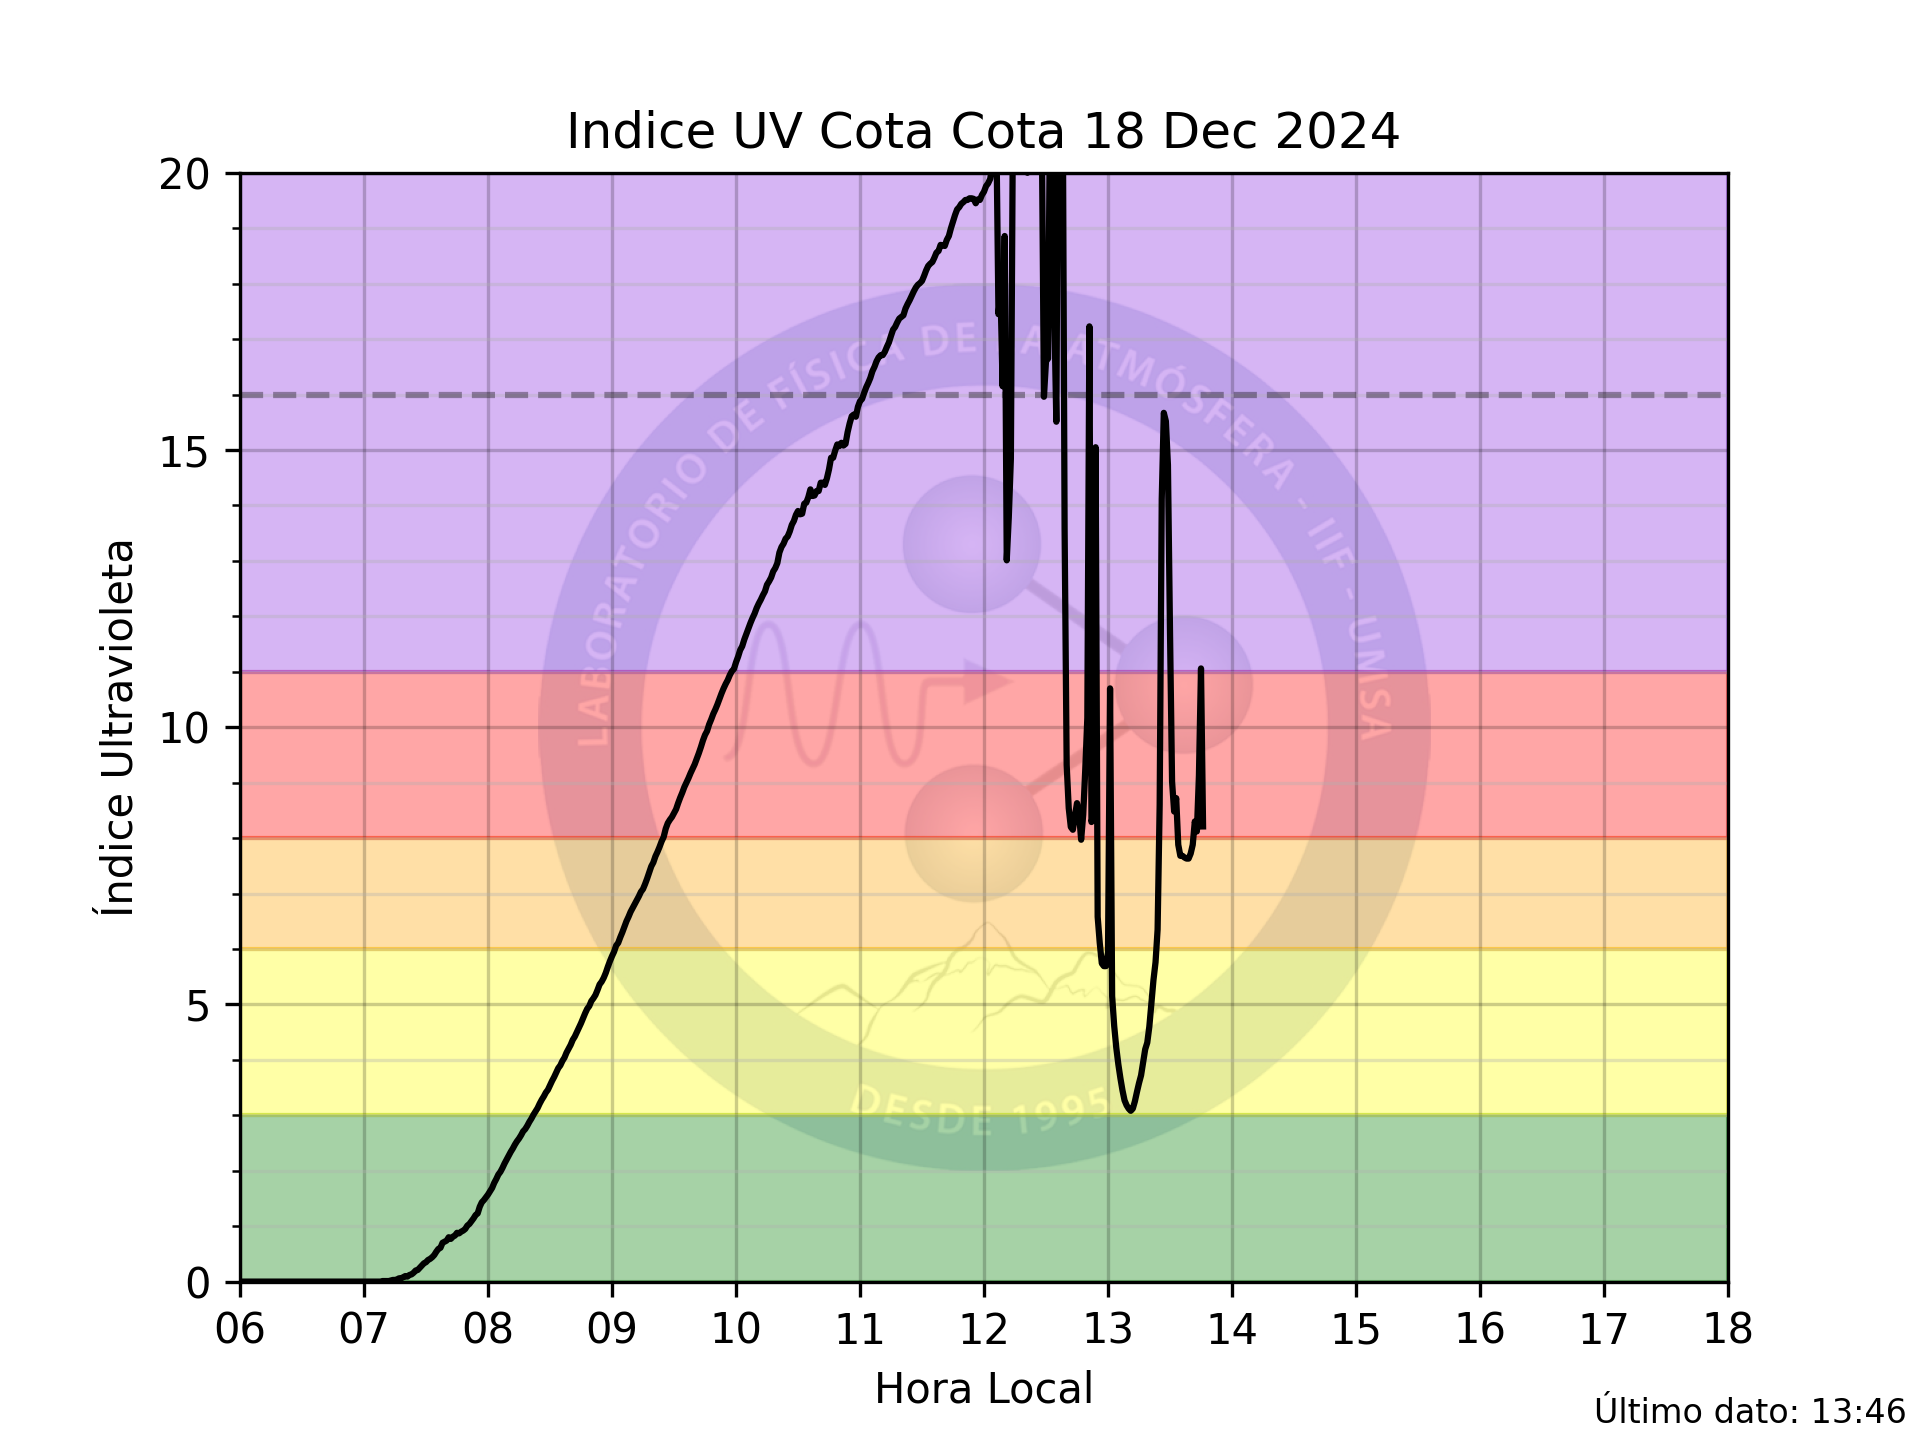 Indice UV Cota Cota 18 Dec 2024
20
15
10
5
0
Índice Ultravioleta
06 07 08 09 10 11 12 13 14 15 16 17 18
Hora Local
Último dato: 13:46
LABORATORIO DE FÍSICA DE LA ATMÓSFERA - IIF - UMSA
DESDE 1995